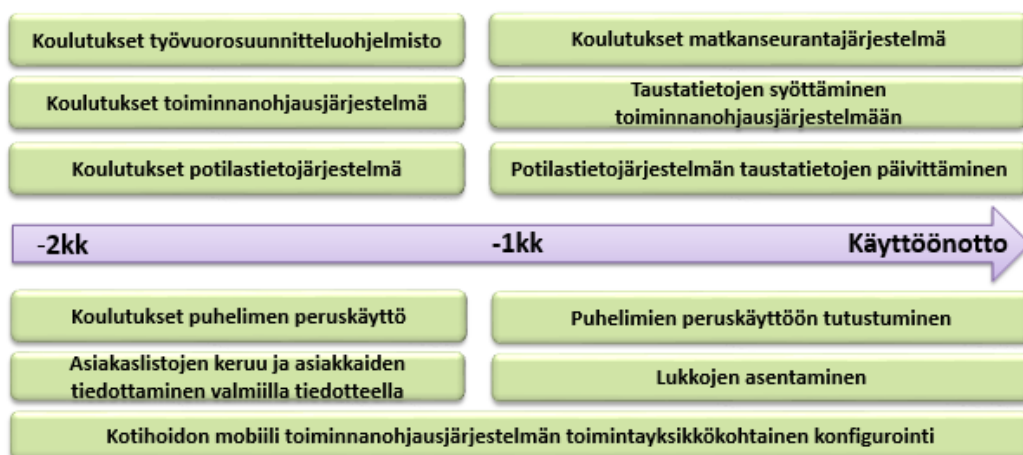 Koulutukset työvuorosuunnitteluohjelmisto
Koulutukset matkanseurantajärjestelmä
Koulutukset toiminnanohjausjärjestelmä
Taustatietojen syöttäminen
toiminnanohjausjärjestelmään
Koulutukset potilastietojärjestelmä
Potilastietojärjestelmän taustatietojen päivittäminen
-2kk
-1kk
Käyttöönotto
Koulutukset puhelimen peruskäyttö
Puhelimien peruskäyttöön tutustuminen
Asiakaslistojen keruu ja asiakkaiden
tiedottaminen valmiilla tiedotteella
Lukkojen asentaminen
Kotihoidon mobiili toiminnanohjausjärjestelmän toimintayksikkökohtainen konfigurointi